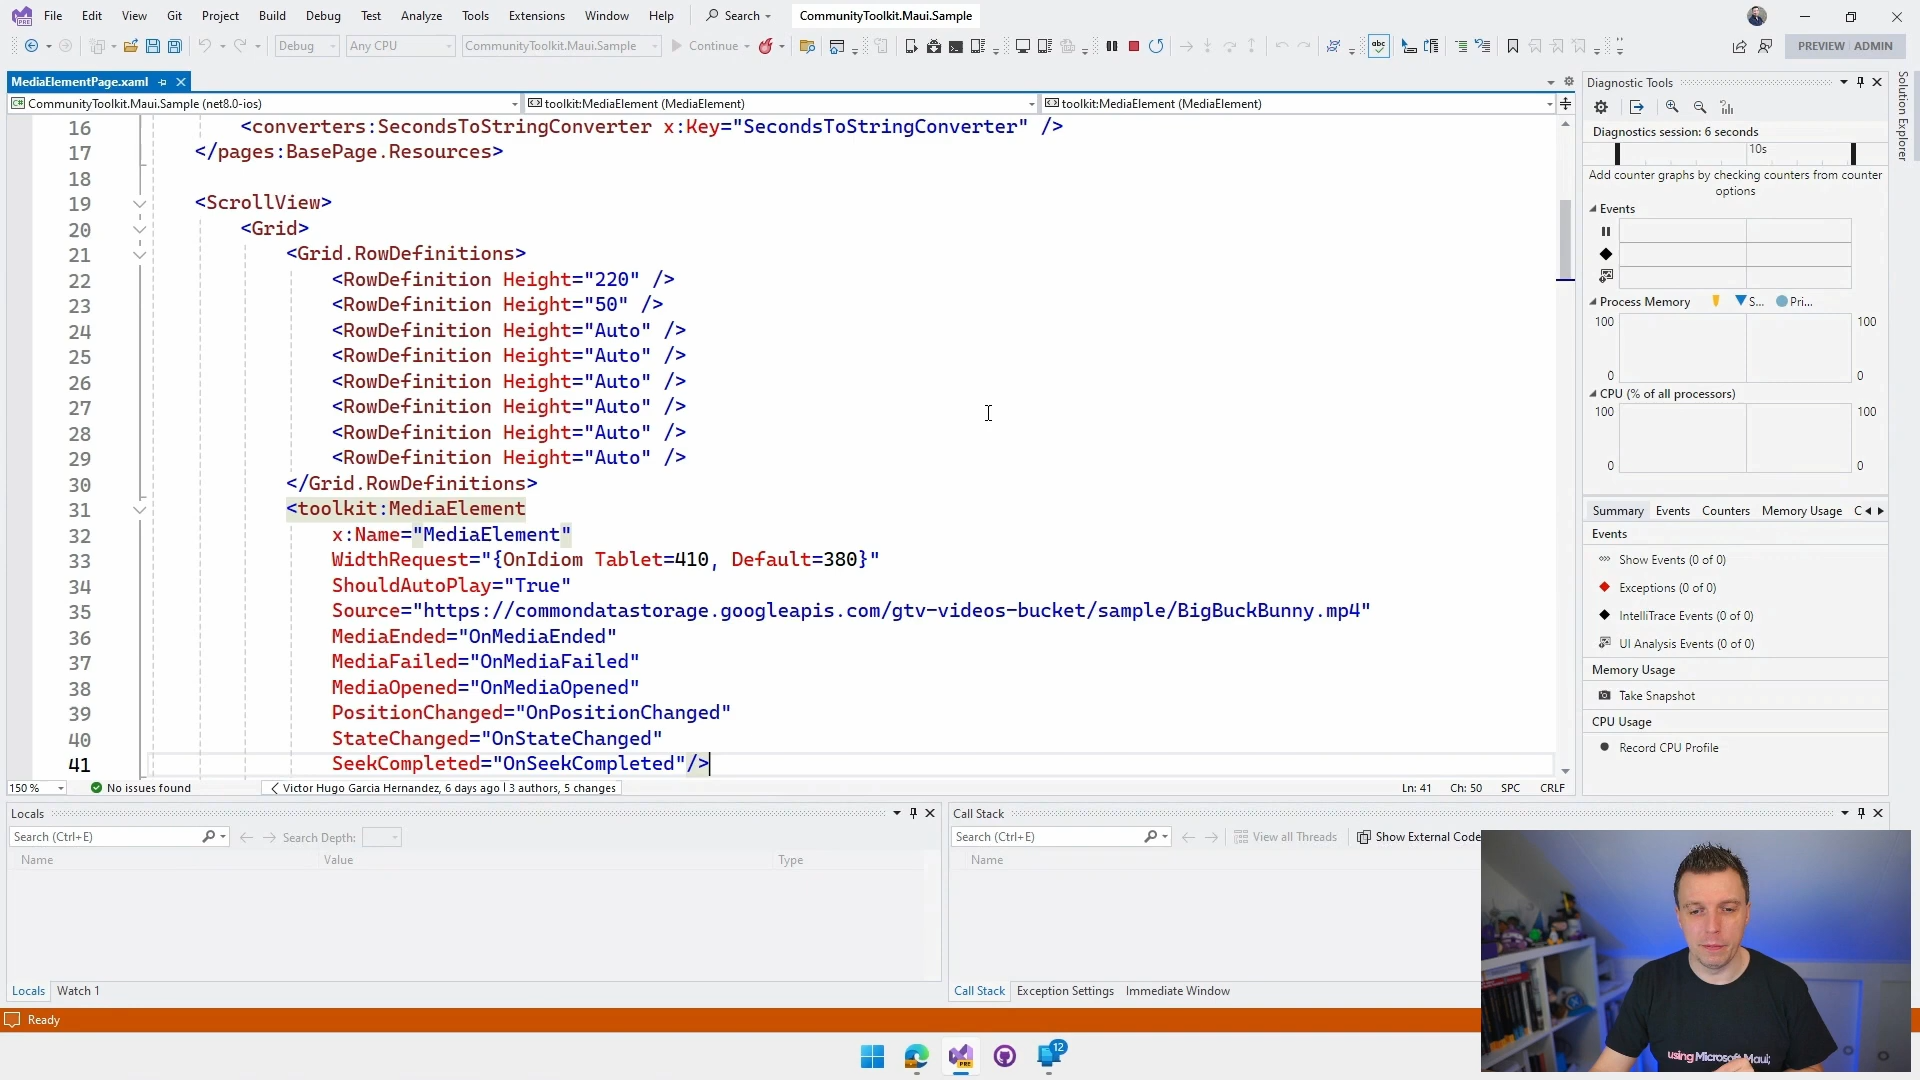 File Edit View Git Project Build Debug Test Analyze Tools Extensions Window Help Search CommunityToolkit.Maui.Sample
Debug Any CPU CommunityToolkit.Maui.Sample Continue PREVIEW ADMIN
MediaElementPage.xaml
CommunityToolkit.Maui.Sample (net8.0-ios) toolkit:MediaElement (MediaElement) toolkit:MediaElement (MediaElement)
16 <converters:SecondsToStringConverter x:Key="SecondsToStringConverter" />
17 </pages:BasePage.Resources>
18
19 <ScrollView>
20 <Grid>
21 <Grid.RowDefinitions>
22 <RowDefinition Height="220" />
23 <RowDefinition Height="50" />
24 <RowDefinition Height="Auto" />
25 <RowDefinition Height="Auto" />
26 <RowDefinition Height="Auto" />
27 <RowDefinition Height="Auto" />
28 <RowDefinition Height="Auto" />
29 <RowDefinition Height="Auto" />
30 </Grid.RowDefinitions>
31 <toolkit:MediaElement
32 x:Name="MediaElement"
33 WidthRequest="{OnIdiom Tablet=410, Default=380}"
34 ShouldAutoPlay="True"
35 Source="https://commondatastorage.googleapis.com/gtv-videos-bucket/sample/BigBuckBunny.mp4"
36 MediaEnded="OnMediaEnded"
37 MediaFailed="OnMediaFailed"
38 MediaOpened="OnMediaOpened"
39 PositionChanged="OnPositionChanged"
40 StateChanged="OnStateChanged"
41 SeekCompleted="OnSeekCompleted"/>
150 % No issues found Victor Hugo Garcia Hernandez, 6 days ago | 3 authors, 5 changes Ln: 41 Ch: 50 SPC CRLF
Diagnostic Tools
Diagnostics session: 6 seconds
10s
Add counter graphs by checking counters from counter
options
Events
Process Memory S... Pri...
100 100
0 0
CPU (% of all processors)
100 100
0 0
Summary Events Counters Memory Usage C
Events
Show Events (0 of 0)
Exceptions (0 of 0)
IntelliTrace Events (0 of 0)
UI Analysis Events (0 of 0)
Memory Usage
Take Snapshot
CPU Usage
Record CPU Profile
Solution Explorer
Locals
Search (Ctrl+E) Search Depth:
Name Value Type
Locals Watch 1
Call Stack
Search (Ctrl+E) View all Threads Show External Code
Name
Call Stack Exception Settings Immediate Window
Ready
12
using Microsoft.Maui;